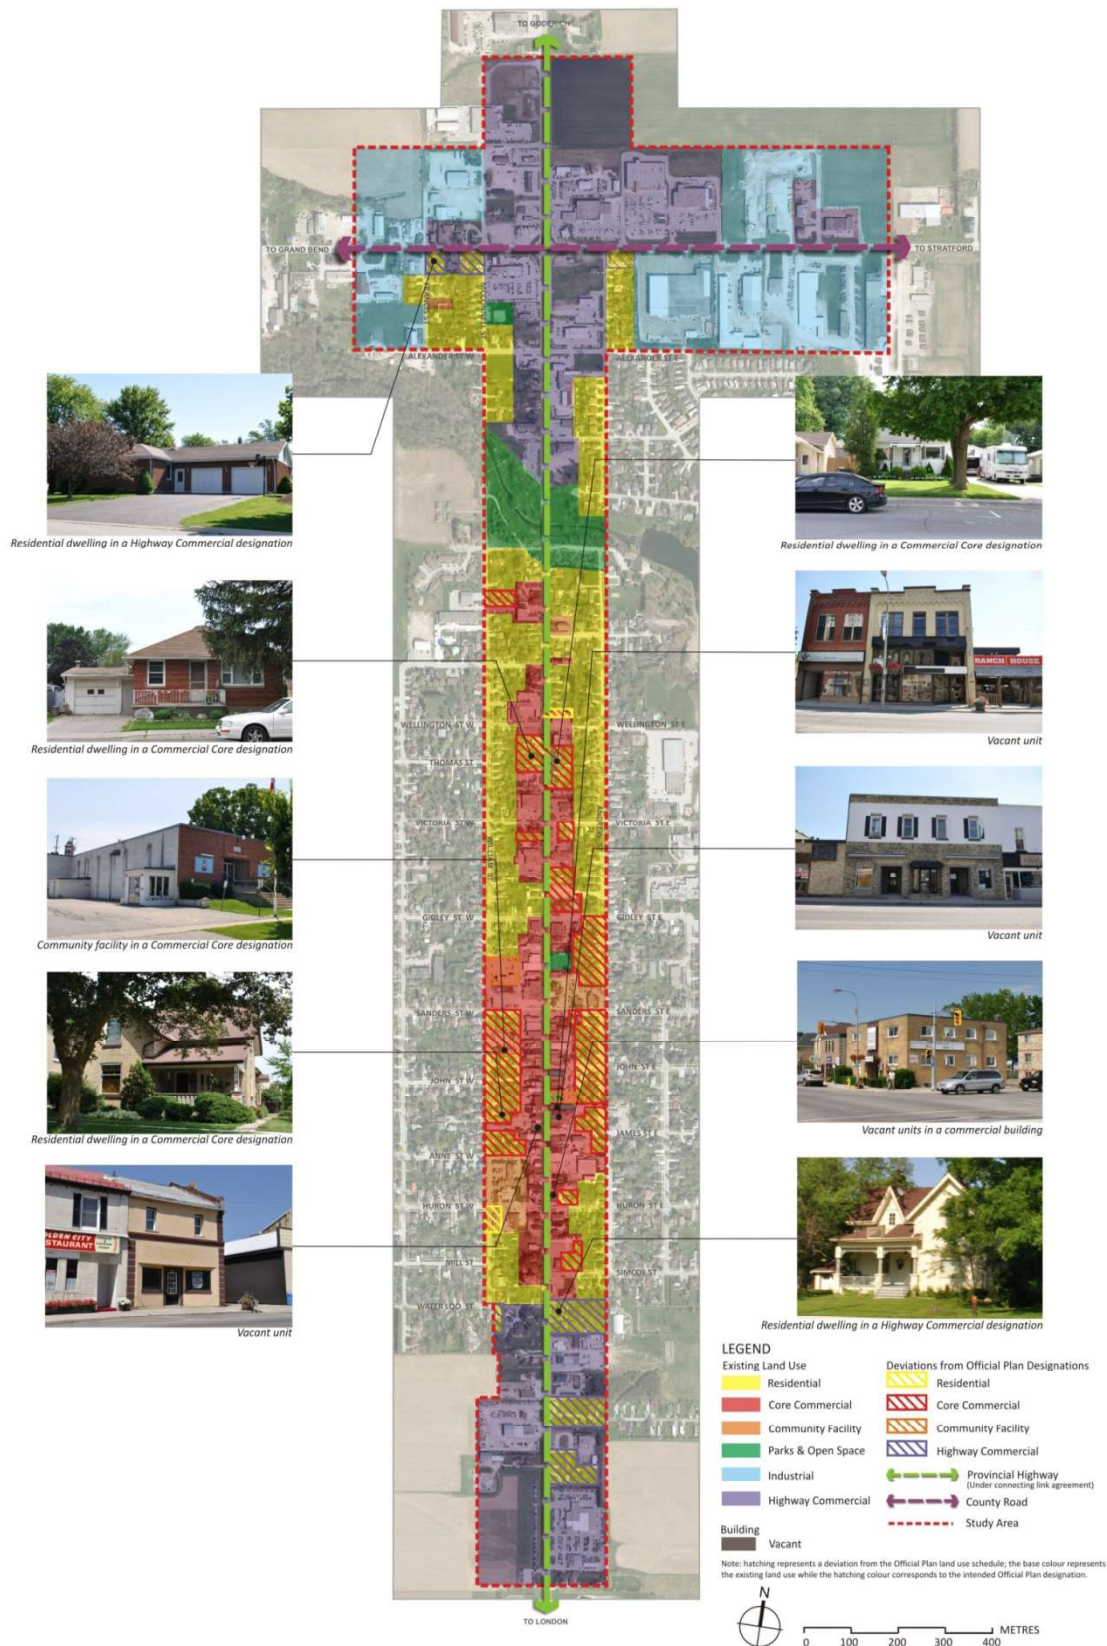 TO GODERICH
TO GRAND BEND
TO STRATFORD
ALEXANDER ST W
ALEXANDER ST E
Residential dwelling in a Highway Commercial designation
Residential dwelling in a Commercial Core designation
RANCH HOUSE
Vacant unit
Residential dwelling in a Commercial Core designation
WELLINGTON ST W
WELLINGTON ST E
THOMAS ST
VICTORIA ST W
VICTORIA ST E
Vacant unit
Community facility in a Commercial Core designation
GIDLEY ST W
GIDLEY ST E
SANDERS ST W
SANDERS ST E
JOHN ST W
JOHN ST E
Residential dwelling in a Commercial Core designation
Vacant units in a commercial building
JAMES ST E
ANNE ST W
HURON ST W
HURON ST E
MILL ST
SIMCOE ST
WATERLOO ST
GOLDEN CITY
RESTAURANT
Vacant unit
Residential dwelling in a Highway Commercial designation
LEGEND
Existing Land Use
Residential
Core Commercial
Community Facility
Parks & Open Space
Industrial
Highway Commercial
Building
Vacant
Deviations from Official Plan Designations
Residential
Core Commercial
Community Facility
Highway Commercial
Provincial Highway
(Under connecting link agreement)
County Road
Study Area
Note: hatching represents a deviation from the Official Plan land use schedule; the base colour represents
the existing land use while the hatching colour corresponds to the intended Official Plan designation.
N
METRES
0 100 200 300 400
TO LONDON